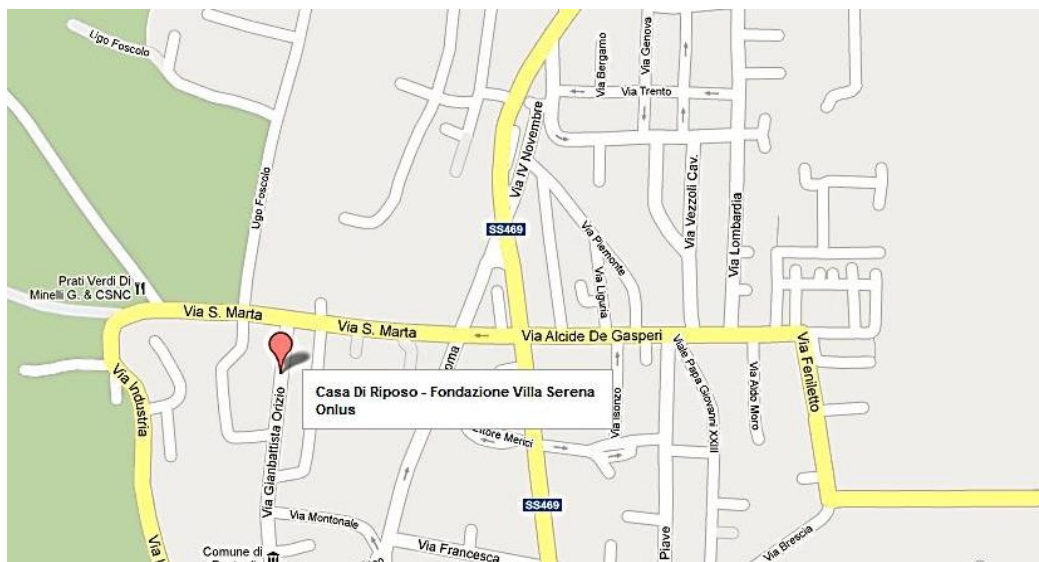 Ugo Foscolo
Via Bergamo
Via Genova
Via Trento
Via IV Novembre
Via Vezzoli Cav.
Via Lombardia
Ugo Foscolo
SS469
Via Piemonte
Via Liguria
Prati Verdi Di
Minelli G. & CSNC
Via S. Marta
Via S. Marta
Via Alcide De Gasperi
Viale Papa Giovanni XXIII
Via Aldo Moro
Via Feniletto
Via Industria
Via Gianbattista Orizio
Casa Di Riposo - Fondazione Villa Serena
Onlus
Via Isonzo
Merici
SS469
Via Montonale
Via Francesca
Piave
Via Brescia
Comune di